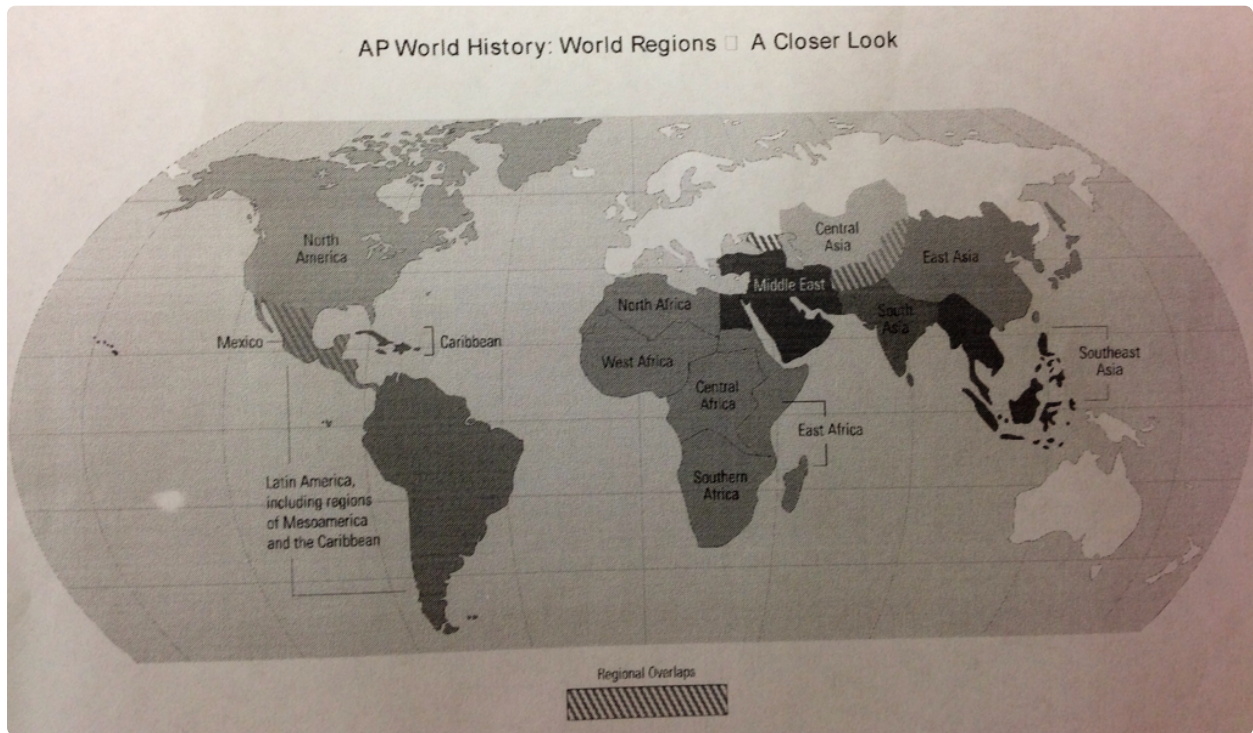 AP World History: World Regions □ A Closer Look
North
America
Central
Asia
East Asia
Middle East
North Africa
South
Asia
Mexico
Caribbean
West Africa
Southeast
Asia
Central
Africa
East Africa
Latin America,
including regions
of Mesoamerica
and the Caribbean
Southern
Africa
Regional Overlaps